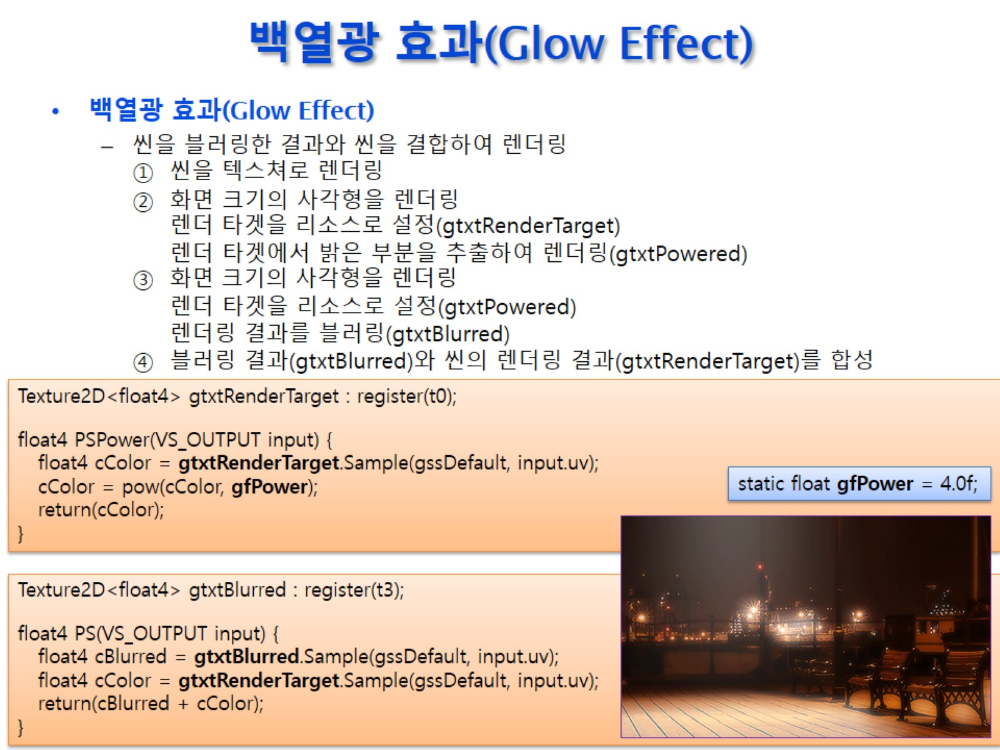 백열광 효과(Glow Effect)
• 백열광 효과(Glow Effect)
– 씬을 블러링한 결과와 씬을 결합하여 렌더링
① 씬을 텍스쳐로 렌더링
② 화면 크기의 사각형을 렌더링
렌더 타겟을 리소스로 설정(gtxtRenderTarget)
렌더 타겟에서 밝은 부분을 추출하여 렌더링(gtxtPowered)
③ 화면 크기의 사각형을 렌더링
렌더 타겟을 리소스로 설정(gtxtPowered)
렌더링 결과를 블러링(gtxtBlurred)
④ 블러링 결과(gtxtBlurred)와 씬의 렌더링 결과(gtxtRenderTarget)를 합성
Texture2D<float4> gtxtRenderTarget : register(t0);
float4 PSPower(VS_OUTPUT input) {
float4 cColor = gtxtRenderTarget.Sample(gssDefault, input.uv);
cColor = pow(cColor, gfPower);
return(cColor);
}
static float gfPower = 4.0f;
Texture2D<float4> gtxtBlurred : register(t3);
float4 PS(VS_OUTPUT input) {
float4 cBlurred = gtxtBlurred.Sample(gssDefault, input.uv);
float4 cColor = gtxtRenderTarget.Sample(gssDefault, input.uv);
return(cBlurred + cColor);
}